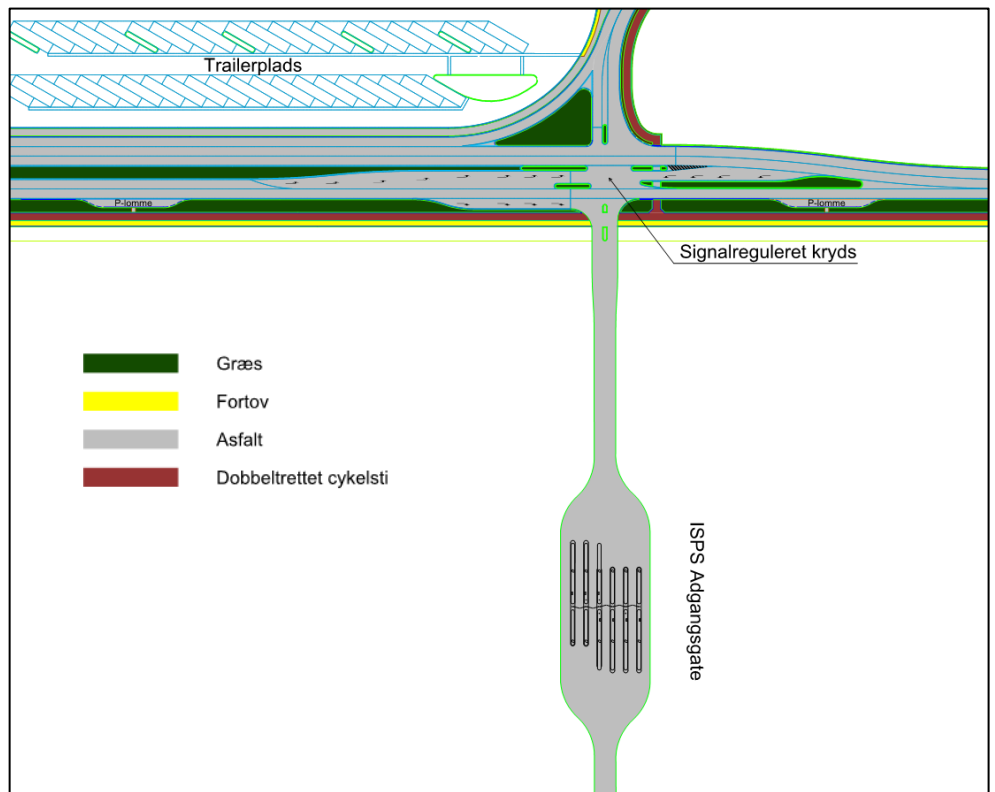 Trailerplads
P-lomme
P-lomme
Signalreguleret kryds
Græs
Fortov
Asfalt
Dobbeltrettet cykelsti
ISPS Adgangsgate